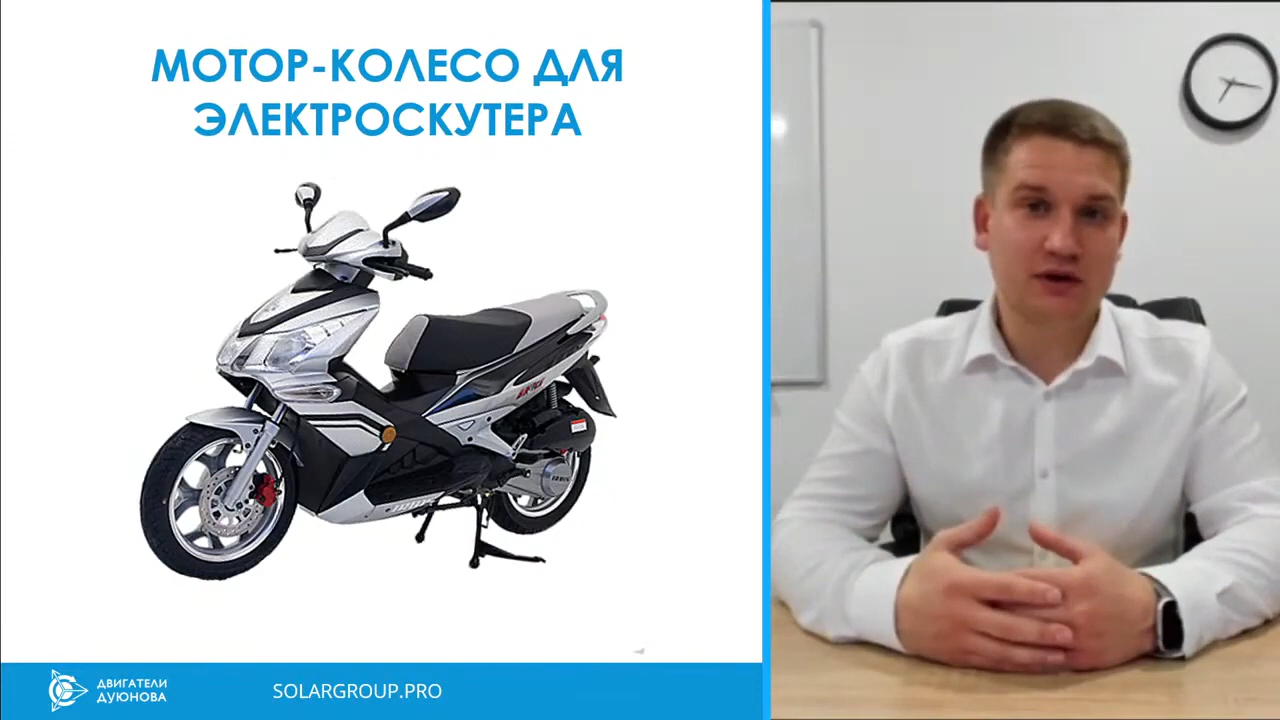 МОТОР-КОЛЕСО ДЛЯ
ЭЛЕКТРОСКУТЕРА
ДВИГАТЕЛИ
ДУЮНОВА
SOLARGROUP.PRO